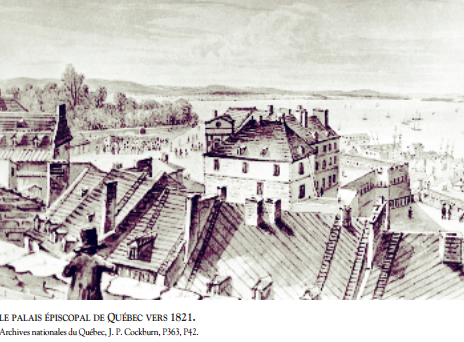 LE PALAIS ÉPISCOPAL DE QUÉBEC VERS 1821.
Archives nationales du Québec, J. P. Cockburn, P363, P42.